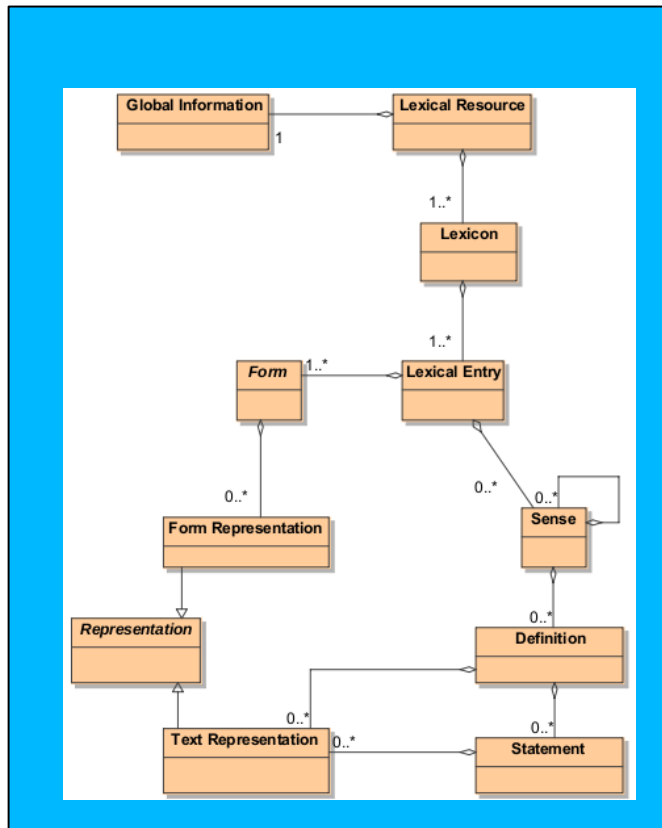 Global Information
Lexical Resource
1
1..*
Lexicon
1..*
Form
1..*
Lexical Entry
0..*
0..*
0..*
Form Representation
Sense
Representation
0..*
Definition
0..*
0..*
Text Representation
0..*
Statement